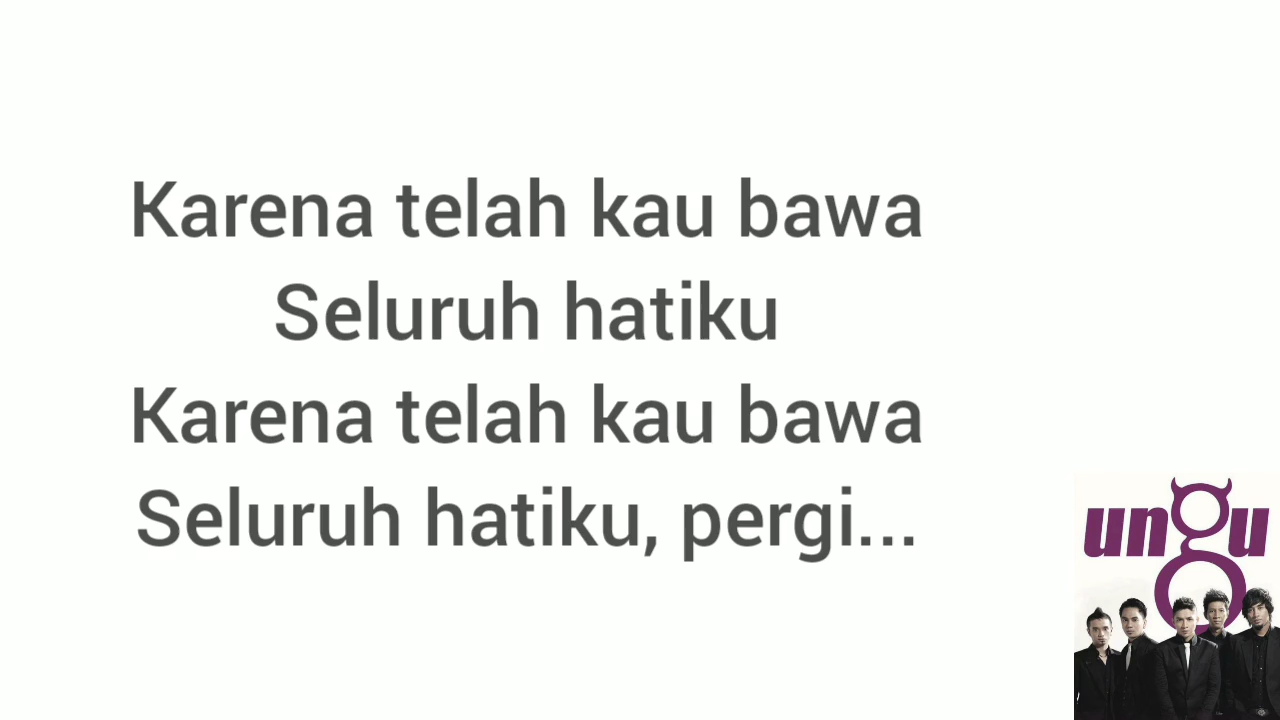 Karena telah kau bawa
Seluruh hatiku
Karena telah kau bawa
Seluruh hatiku, pergi...
ungu